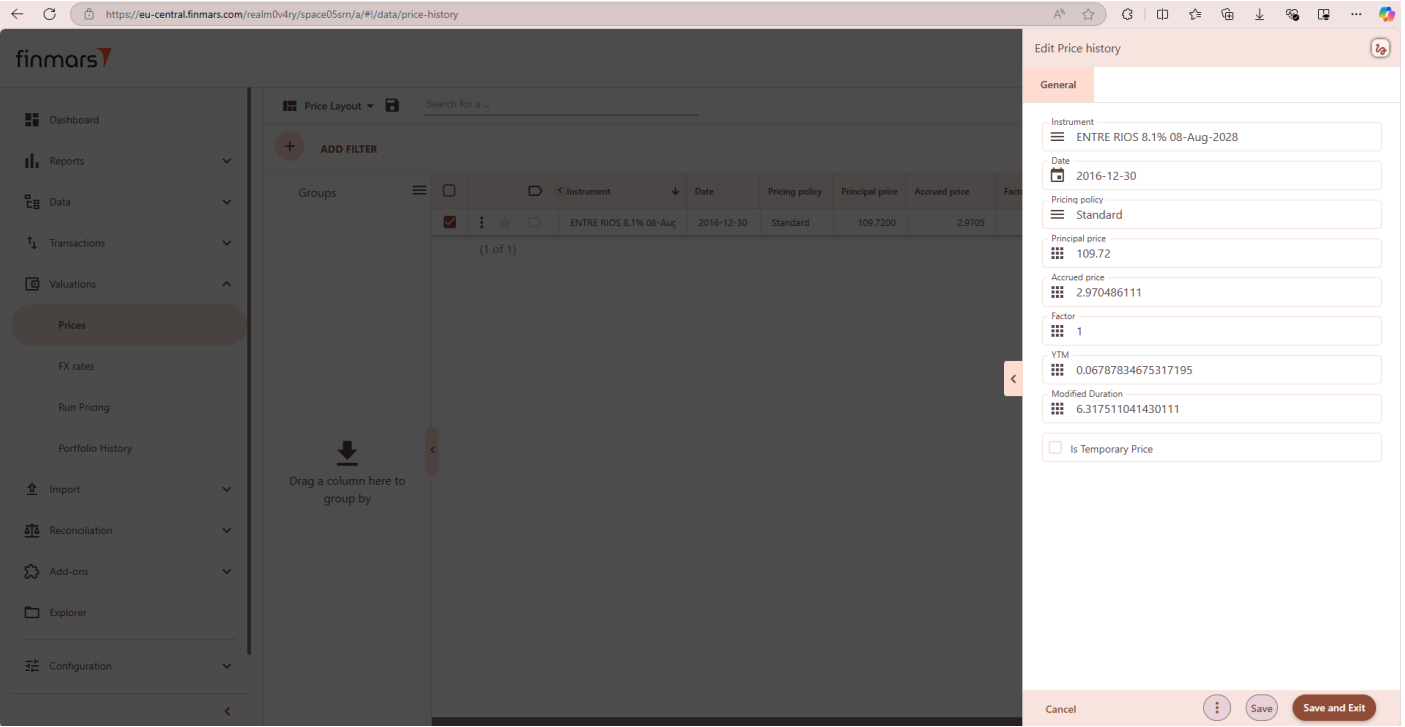 https://eu-central.finmars.com/realm0v4ry/space05srn/a/#!/data/price-history
finmars
Dashboard
Reports
Data
Transactions
Valuations
Prices
FX rates
Run Pricing
Portfolio History
Import
Reconciliation
Add-ons
Explorer
Configuration
Price Layout
Search for a ...
ADD FILTER
Groups
Drag a column here to
group by
Instrument Date Pricing policy Principal price Accrued price Facto
ENTRE RIOS 8.1% 08-Aug 2016-12-30 Standard 109.7200 2.9705
(1 of 1)
Edit Price history
General
Instrument
ENTRE RIOS 8.1% 08-Aug-2028
Date
2016-12-30
Pricing policy
Standard
Principal price
109.72
Accrued price
2.970486111
Factor
1
YTM
0.06787834675317195
Modified Duration
6.317511041430111
Is Temporary Price
Cancel
Save
Save and Exit